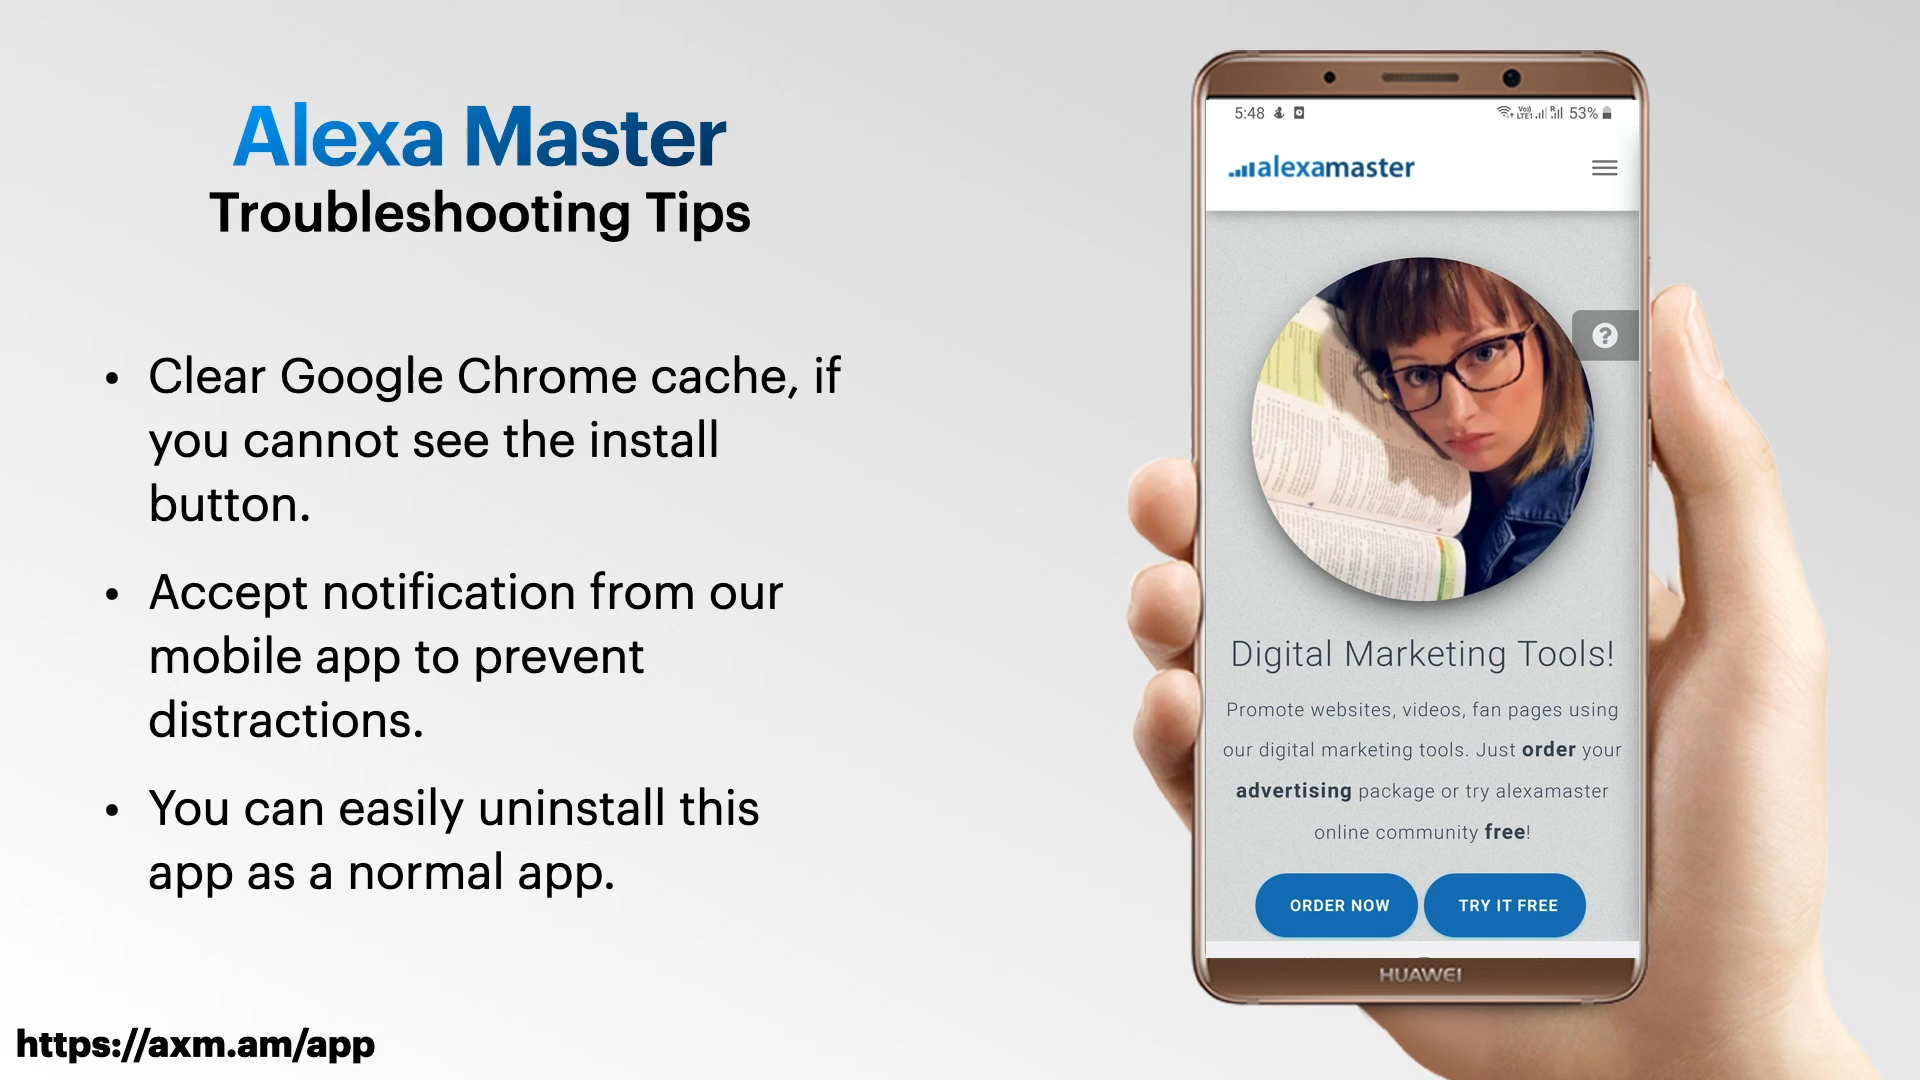 Alexa Master
Troubleshooting Tips
• Clear Google Chrome cache, if
you cannot see the install
button.
• Accept notification from our
mobile app to prevent
distractions.
• You can easily uninstall this
app as a normal app.
https://axm.am/app
5:48 53%
alexamaster
?
Digital Marketing Tools!
Promote websites, videos, fan pages using
our digital marketing tools. Just order your
advertising package or try alexamaster
online community free!
ORDER NOW TRY IT FREE
HUAWEI